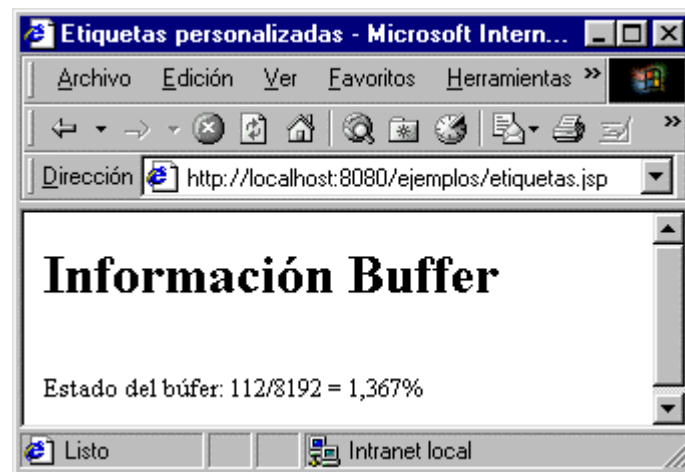 Etiquetas personalizadas - Microsoft Intern...
Archivo Edición Ver Favoritos Herramientas »
»
Dirección http://localhost:8080/ejemplos/etiquetas.jsp
Información Buffer
Estado del búfer: 112/8192 = 1,367%
Listo Intranet local